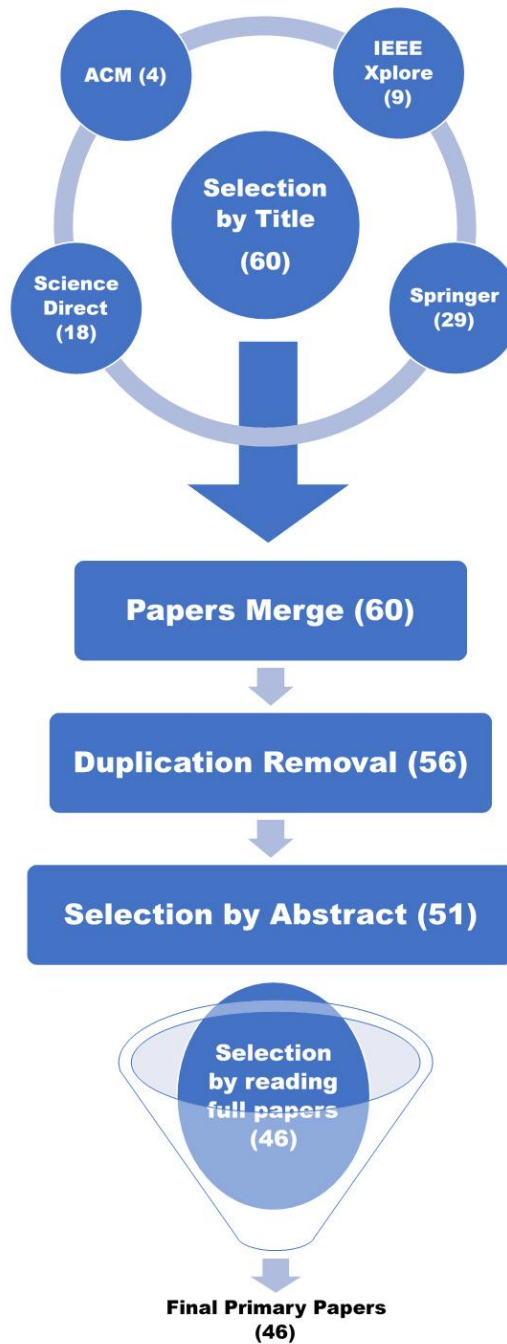 ACM (4)
IEEE
Xplore
(9)
Selection
by Title
(60)
Science
Direct
(18)
Springer
(29)
Papers Merge (60)
Duplication Removal (56)
Selection by Abstract (51)
Selection
by reading
full papers
(46)
Final Primary Papers
(46)